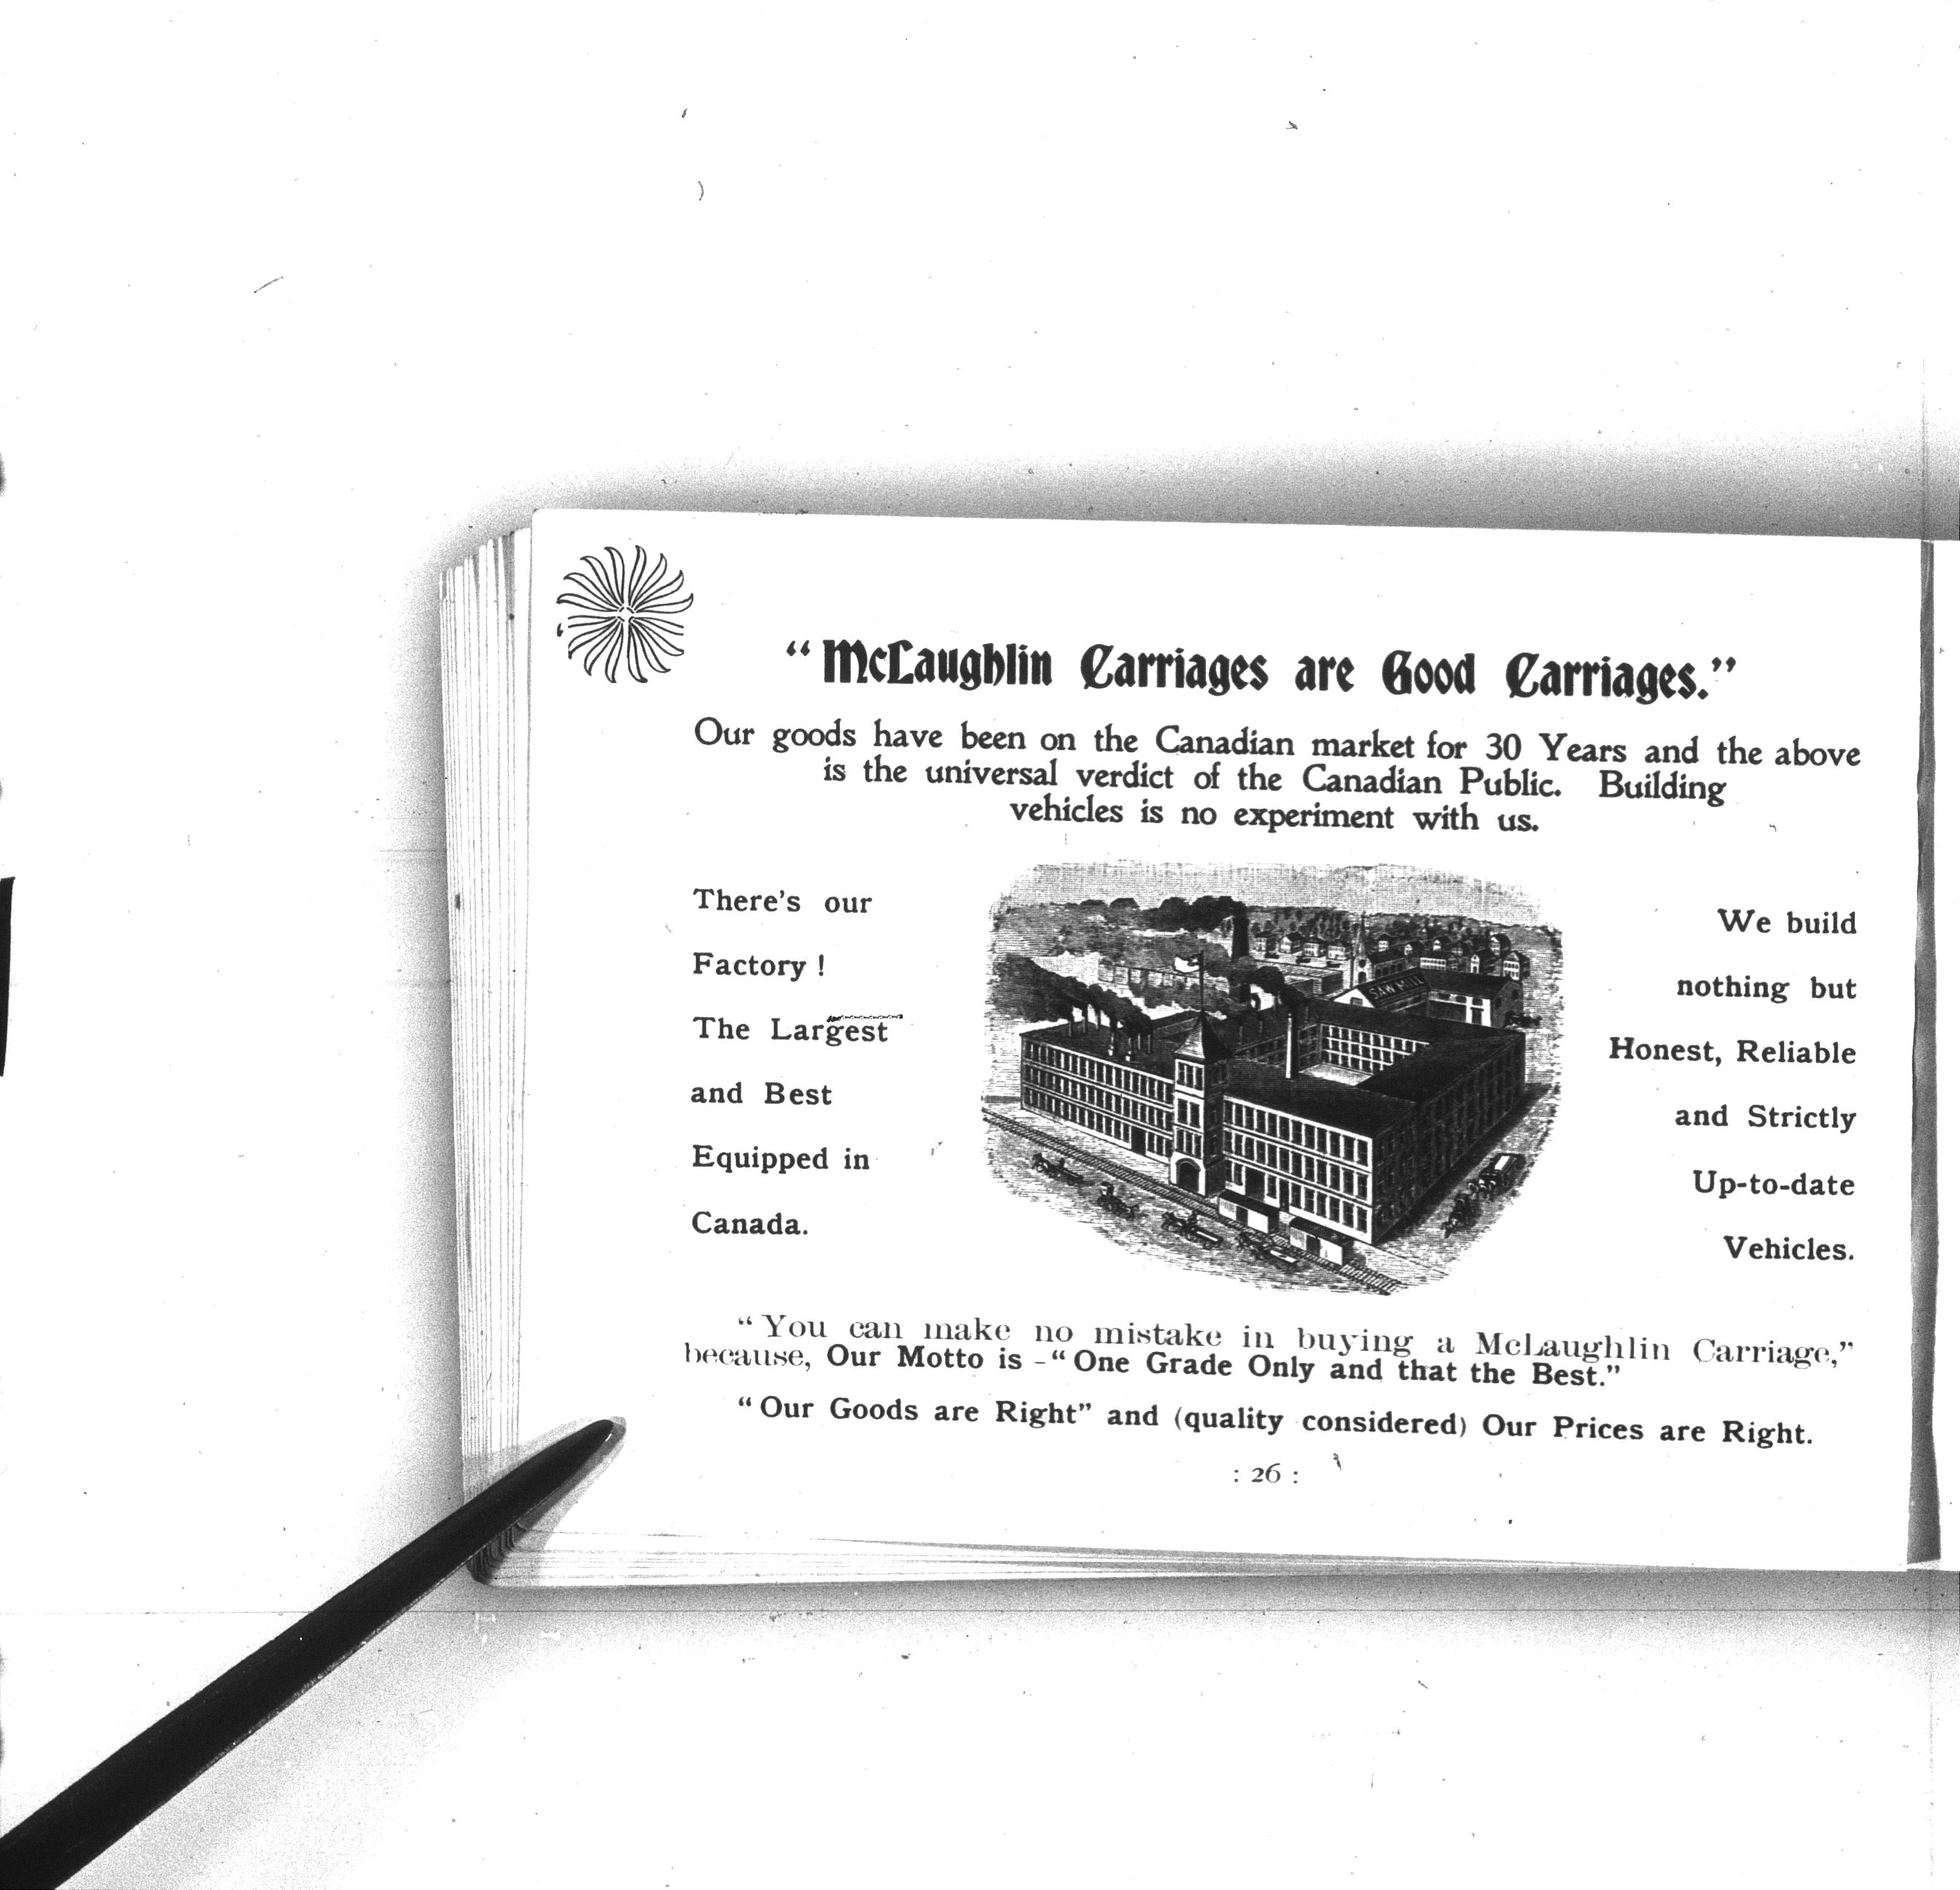 “McLaughlin Carriages are Good Carriages.”
Our goods have been on the Canadian market for 30 Years and the above
is the universal verdict of the Canadian Public. Building
vehicles is no experiment with us.
There's our
Factory !
The Largest
and Best
Equipped in
Canada.
SAW MILL
We build
nothing but
Honest, Reliable
and Strictly
Up-to-date
Vehicles.
“You can make no mistake in buying a McLaughlin Carriage,”
because, Our Motto is -“One Grade Only and that the Best.”
“Our Goods are Right” and (quality considered) Our Prices are Right.
: 26 :